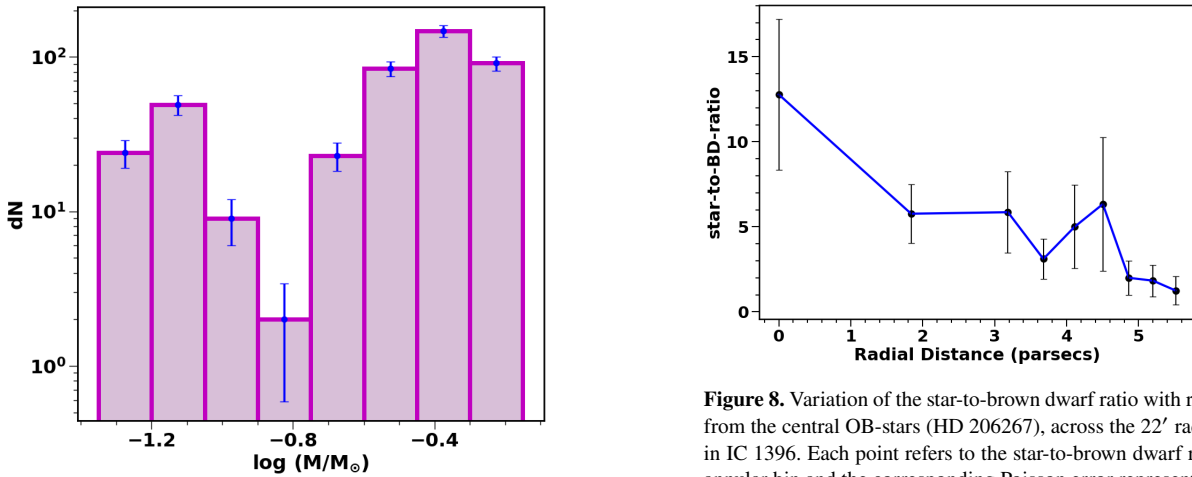 10²
10¹
10⁰
dN
−1.2
−0.8
−0.4
log (M/M⊙)
15
10
5
0
star-to-BD-ratio
0
1
2
3
4
5
Radial Distance (parsecs)
Figure 8. Variation of the star-to-brown dwarf ratio with r
from the central OB-stars (HD 206267), across the 22′ rad
in IC 1396. Each point refers to the star-to-brown dwarf r